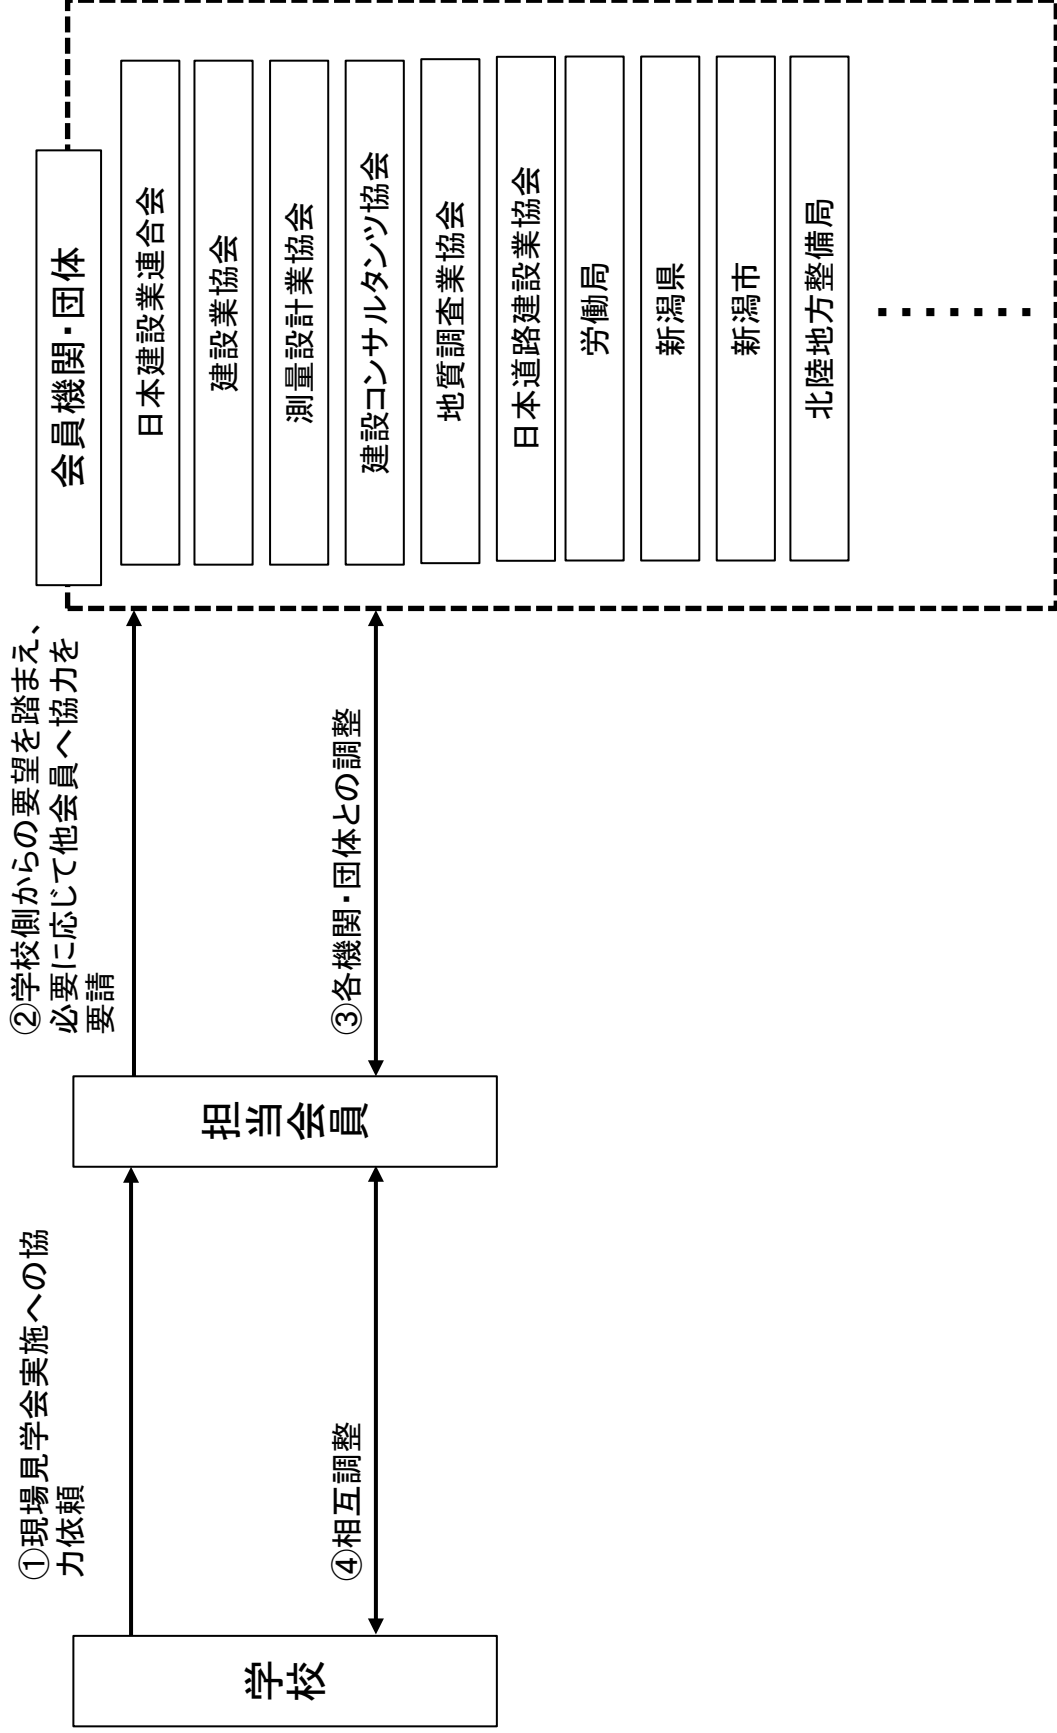 ①現場見学会実施への協
力依頼
②学校側からの要望を踏まえ、
必要に応じて他会員へ協力を
要請
④相互調整
③各機関・団体との調整
学校
担当会員
会員機関・団体
日本建設業連合会
建設業協会
測量設計業協会
建設コンサルタンツ協会
地質調査業協会
日本道路建設業協会
労働局
新潟県
新潟市
北陸地方整備局
・・・・・・・